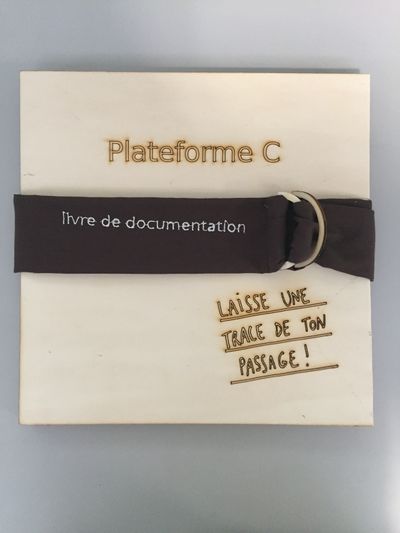 Plateforme C
livre de documentation
LAISSE UNE
TRACE DE TON
PASSAGE !